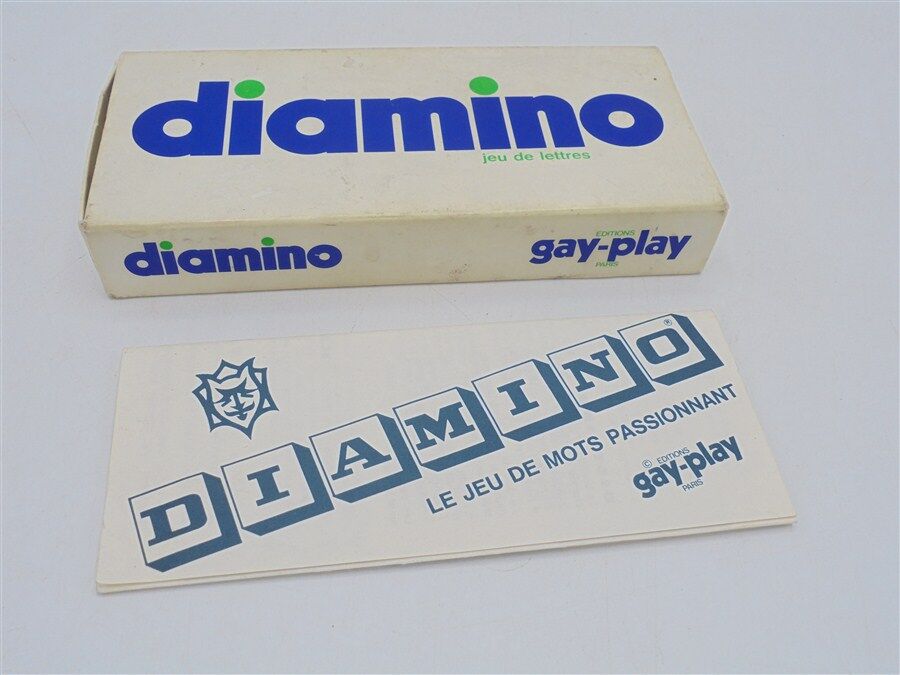 diamino
jeu de lettres
diamino
EDITIONS
gay-play
PARIS
DIAMINO®
LE JEU DE MOTS PASSIONNANT
© EDITIONS
gay-play
PARIS